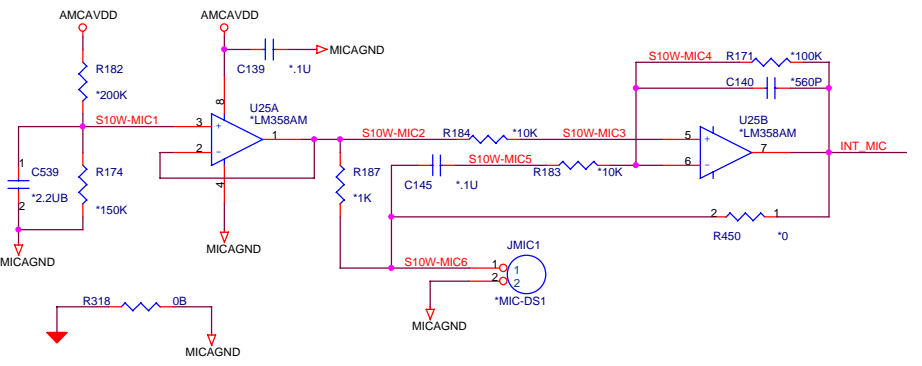 AMCAVDD
AMCAVDD
MICAGND
C139
*.1U
R182
*200K
S10W-MIC1
8
U25A
*LM358AM
3
+
1
2
-
4
S10W-MIC2
R184
*10K
S10W-MIC3
S10W-MIC4
R171
*100K
C140
*560P
U25B
*LM358AM
5
+
7
6
-
INT_MIC
1
C539
*2.2UB
2
R174
*150K
R187
*1K
C145
*.1U
S10W-MIC5
R183
*10K
2
1
R450
*0
MICAGND
MICAGND
S10W-MIC6
JMIC1
1
1
2
2
*MIC-DS1
MICAGND
R318
0B
MICAGND